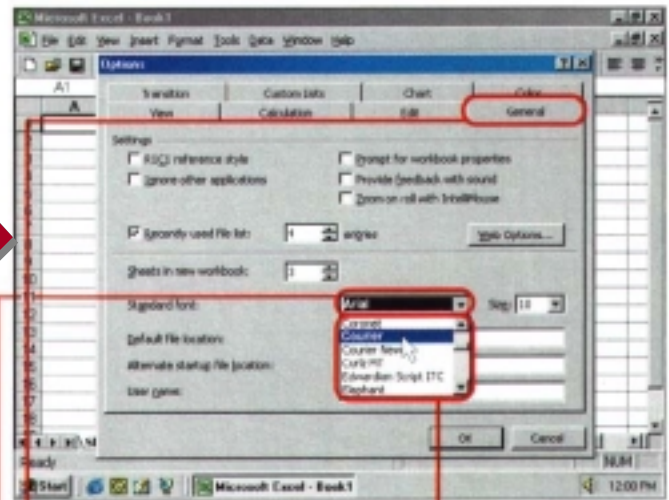 Microsoft Excel - Book1
File Edit View Insert Format Tools Data Window Help
Options
A1
A
Transition Custom Lists Chart Color
View Calculation Edit General
Settings
R1C1 reference style
Prompt for workbook properties
Ignore other applications
Provide feedback with sound
Zoom on roll with IntelliMouse
Recently used file list: 4 entries
Web Options...
Sheets in new workbook: 3
Standard font: Arial Size: 10
Coronet
Courier
Courier New
Curlz MT
Edwardian Script ITC
Elephant
Default file location:
Alternate startup file location:
User name:
OK Cancel
Ready
NUM
Start
Microsoft Excel - Book1
12:00 PM